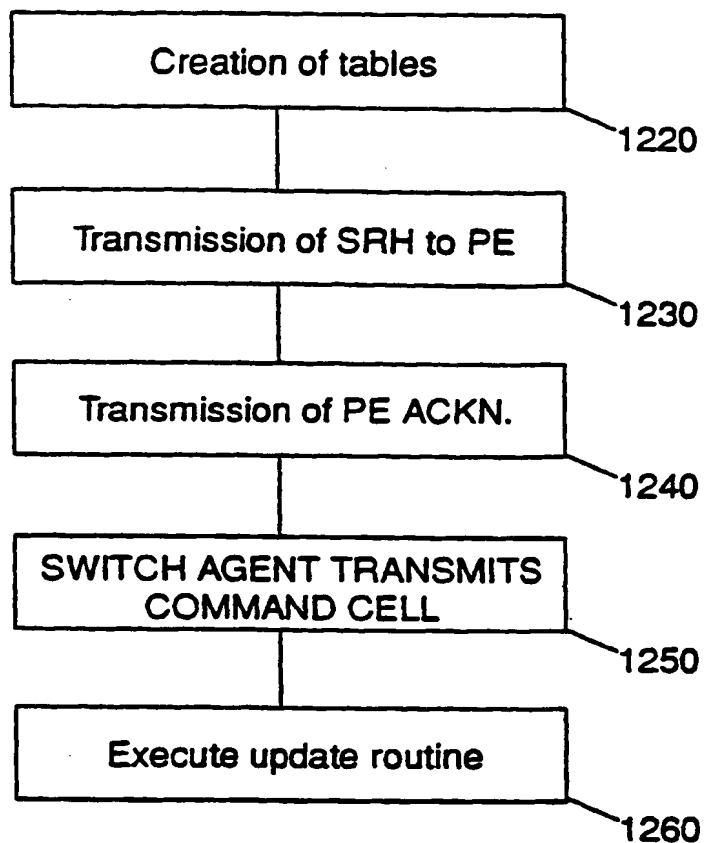 Creation of tables
1220
Transmission of SRH to PE
1230
Transmission of PE ACKN.
1240
SWITCH AGENT TRANSMITS
COMMAND CELL
1250
Execute update routine
1260